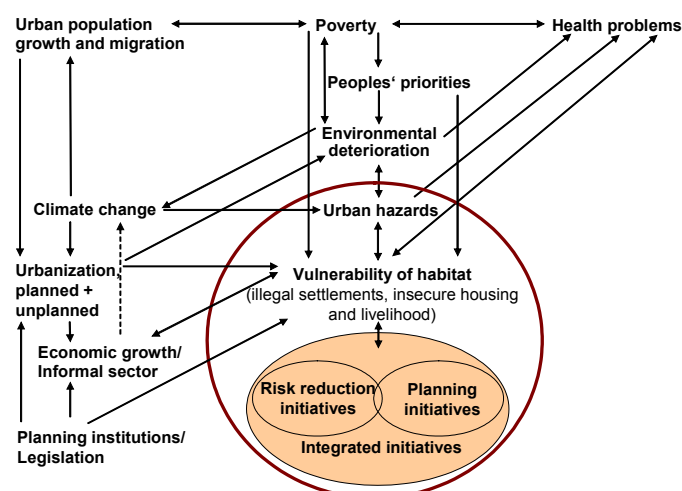 Urban population
growth and migration
Poverty
Health problems
Peoples‘ priorities
Environmental
deterioration
Climate change
Urban hazards
Urbanization,
planned +
unplanned
Vulnerability of habitat
(illegal settlements, insecure housing
and livelihood)
Economic growth/
Informal sector
Risk reduction
initiatives
Planning
initiatives
Integrated initiatives
Planning institutions/
Legislation